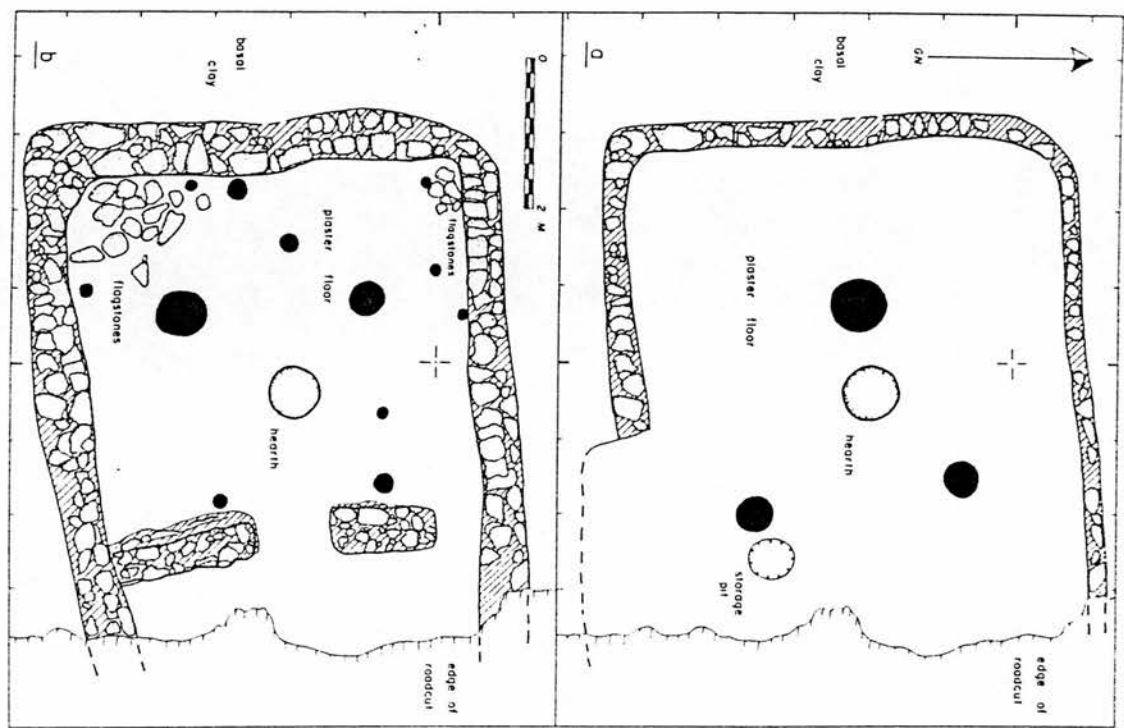 GN
edge of
roadcut
basal
clay
plaster
floor
hearth
storage
pit
a
0 2 M
edge of
roadcut
flagstones
plaster
floor
hearth
basal
clay
flagstones
b